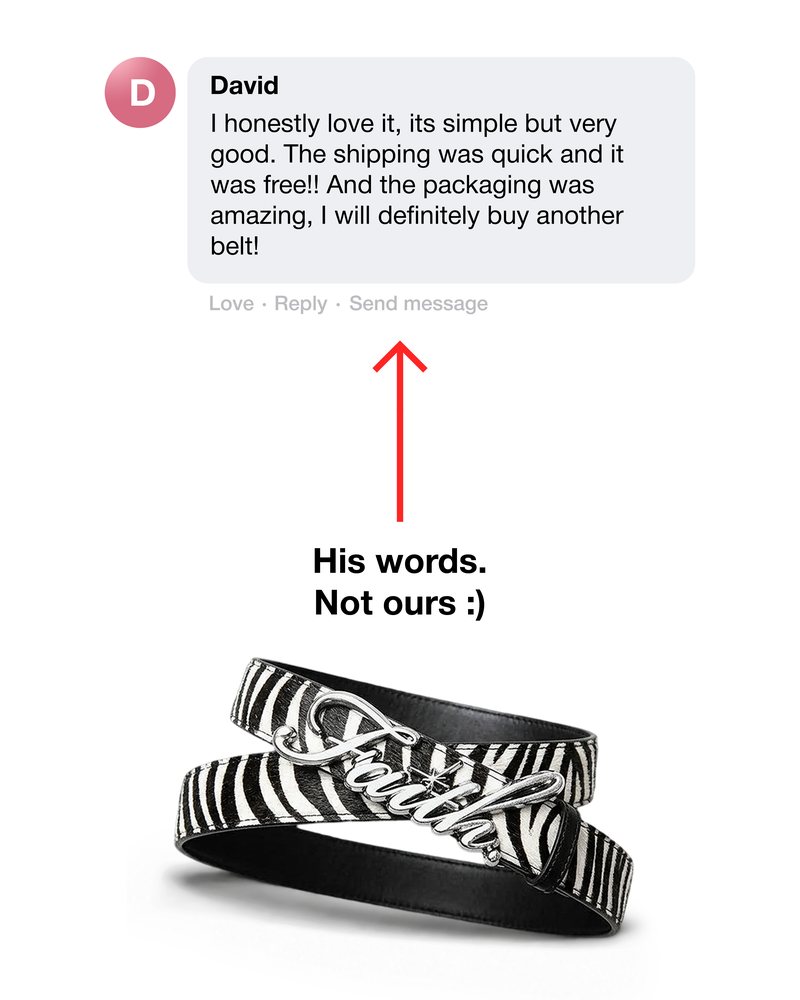 D
David
I honestly love it, its simple but very
good. The shipping was quick and it
was free!! And the packaging was
amazing, I will definitely buy another
belt!
Love · Reply · Send message
His words.
Not ours :)
Faith